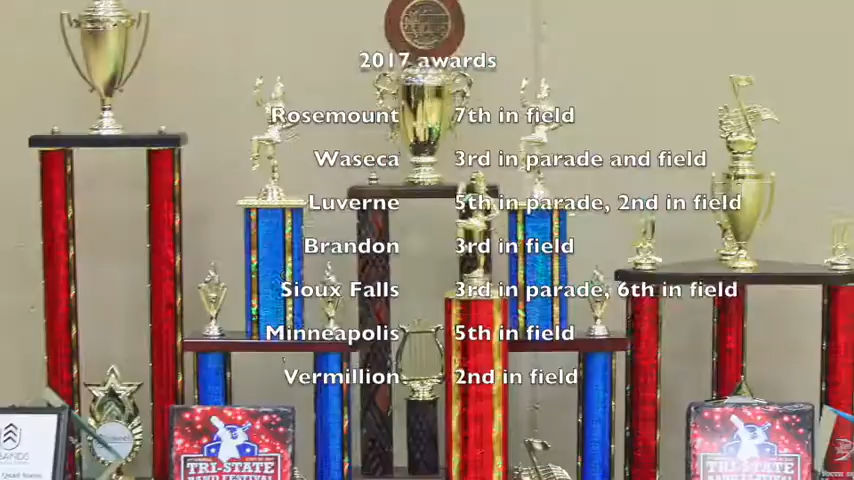 2017 awards
Rosemount 7th in field
Waseca 3rd in parade and field
Luverne 5th in parade, 2nd in field
Brandon 3rd in field
Sioux Falls 3rd in parade, 6th in field
Minneapolis 5th in field
Vermillion 2nd in field
TRI-STATE
BAND FESTIVAL
TRI-STATE
BAND FESTIVAL